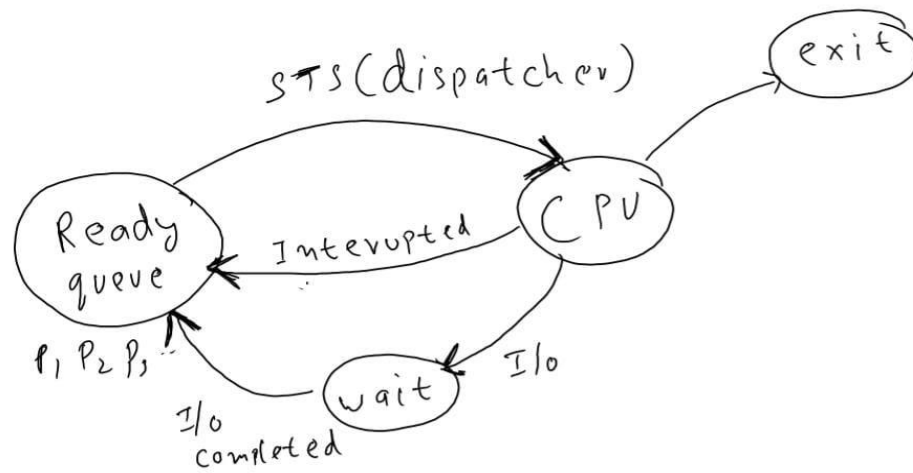 STS(dispatcher)
exit
CPU
Ready
queue
Interupted
P1 P2 P3 ..
I/O
wait
I/O
completed